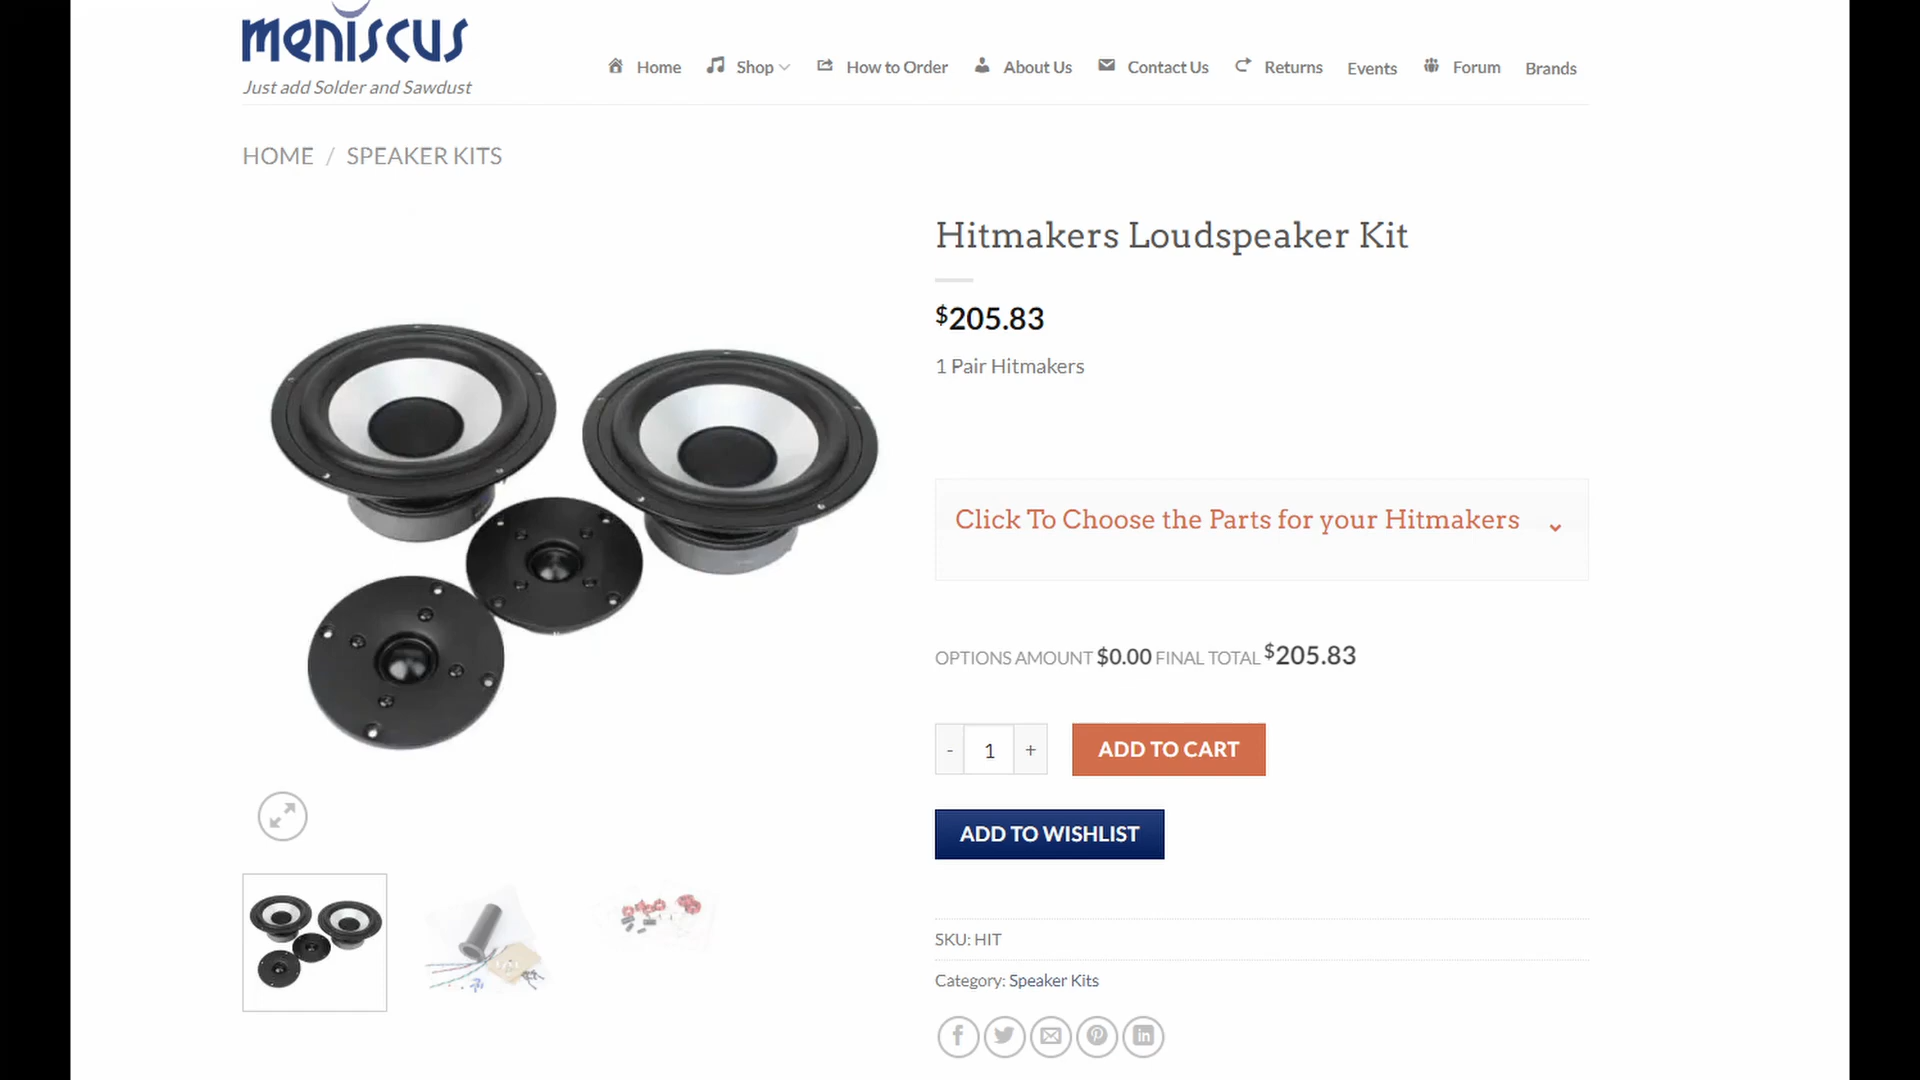 meniscus
Just add Solder and Sawdust
Home
Shop
How to Order
About Us
Contact Us
Returns
Events
Forum
Brands
HOME / SPEAKER KITS
Hitmakers Loudspeaker Kit
$205.83
1 Pair Hitmakers
Click To Choose the Parts for your Hitmakers
OPTIONS AMOUNT $0.00 FINAL TOTAL $205.83
- 1 + ADD TO CART
ADD TO WISHLIST
SKU: HIT
Category: Speaker Kits